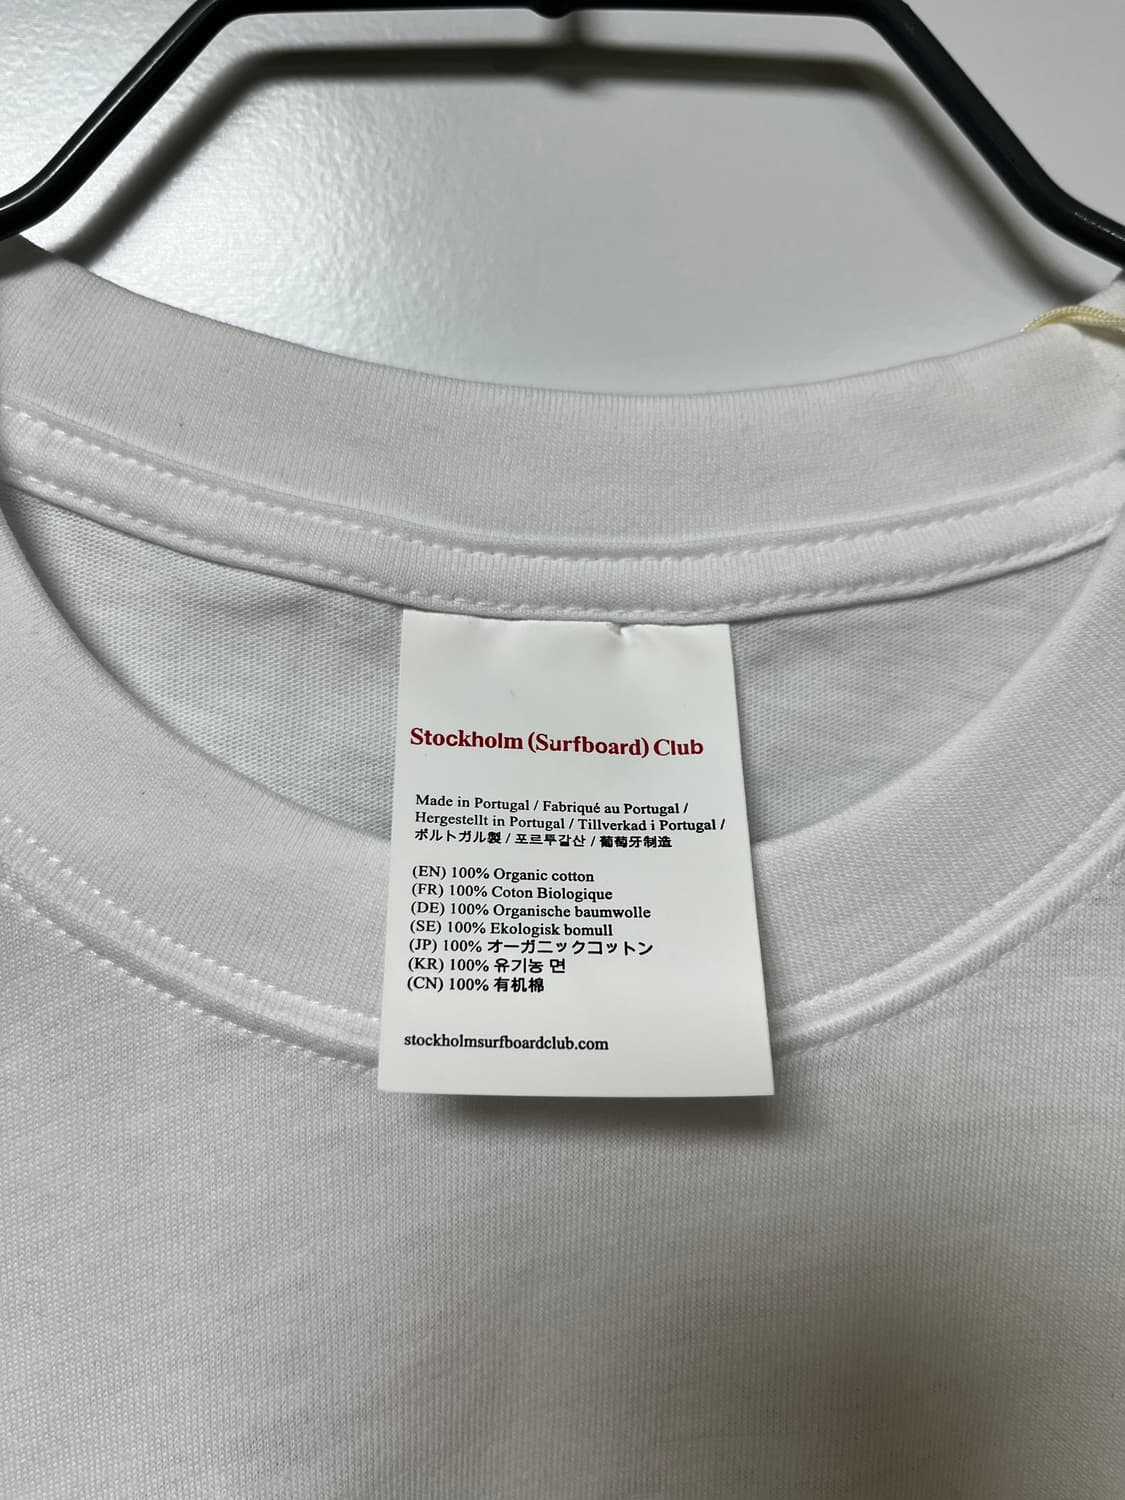 Stockholm (Surfboard) Club
Made in Portugal / Fabriqué au Portugal /
Hergestellt in Portugal / Tillverkad i Portugal /
ポルトガル製 / 포르투갈산 / 葡萄牙制造
(EN) 100% Organic cotton
(FR) 100% Coton Biologique
(DE) 100% Organische baumwolle
(SE) 100% Ekologisk bomull
(JP) 100% オーガニックコットン
(KR) 100% 유기농 면
(CN) 100% 有机棉
stockholmsurfboardclub.com